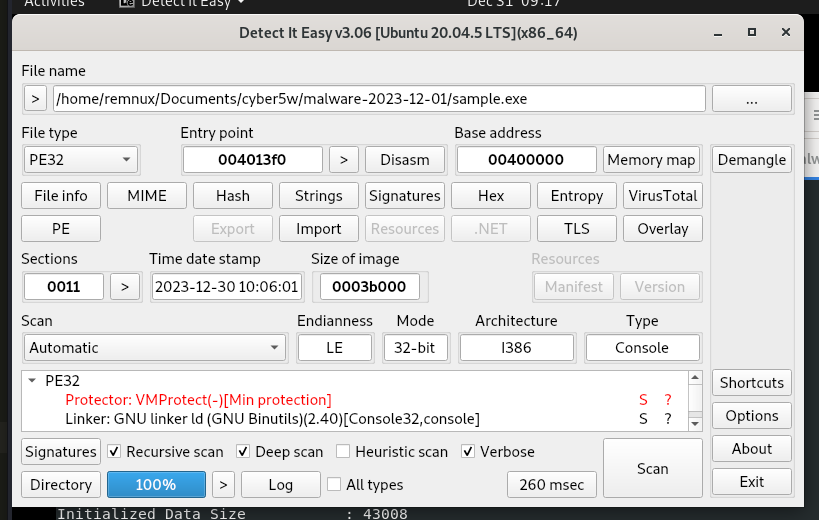 Activities Detect It Easy Dec 31 09:17
Detect It Easy v3.06 [Ubuntu 20.04.5 LTS](x86_64)
File name
> /home/remnux/Documents/cyber5w/malware-2023-12-01/sample.exe ...
File type Entry point Base address
PE32 004013f0 > Disasm 00400000 Memory map Demangle
File info MIME Hash Strings Signatures Hex Entropy VirusTotal
PE Export Import Resources .NET TLS Overlay
Sections Time date stamp Size of image Resources
0011 > 2023-12-30 10:06:01 0003b000 Manifest Version
Scan Endianness Mode Architecture Type
Automatic LE 32-bit I386 Console
PE32
Protector: VMProtect(-)[Min protection] S ?
Linker: GNU linker ld (GNU Binutils)(2.40)[Console32,console] S ?
Shortcuts
Options
Signatures Recursive scan Deep scan Heuristic scan Verbose Scan About
Directory 100% > Log All types 260 msec Exit
Initialized Data Size : 43008